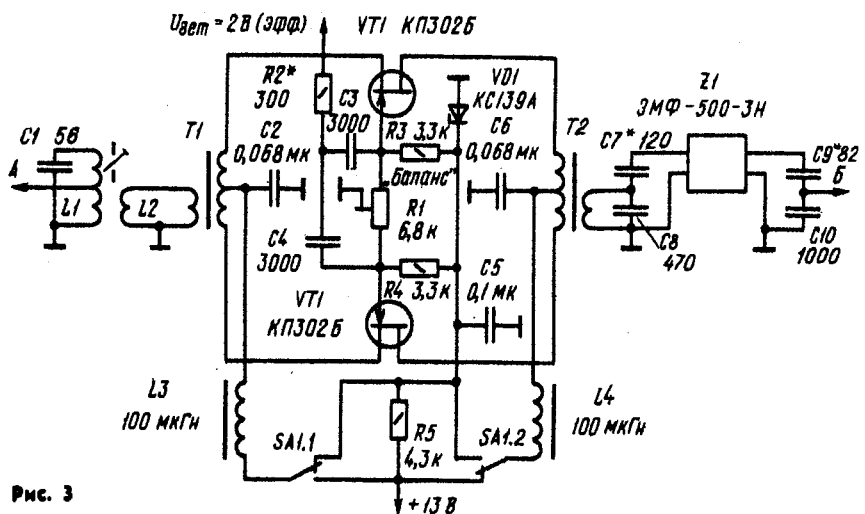 Uгет = 2В (ЭФФ)
VT1 КП302Б
R2*
300
C3
3000
VD1
КС139А
Z1
ЭМФ-500-3Н
C1 56
T1
C2
0,068 мк
R3 3,3к
C6
0,068 мк
T2
C7* 120
C9*82
А
Б
L1
L2
„Баланс"
R1
6,8 к
C4
3000
C8
470
C10
1000
R4 3,3 к
C5
0,1 мк
VT1
КП302Б
L3
100 мкГн
SA1.1
R5
4,3 к
SA1.2
L4
100 мкГн
+13 В
Рис. 3